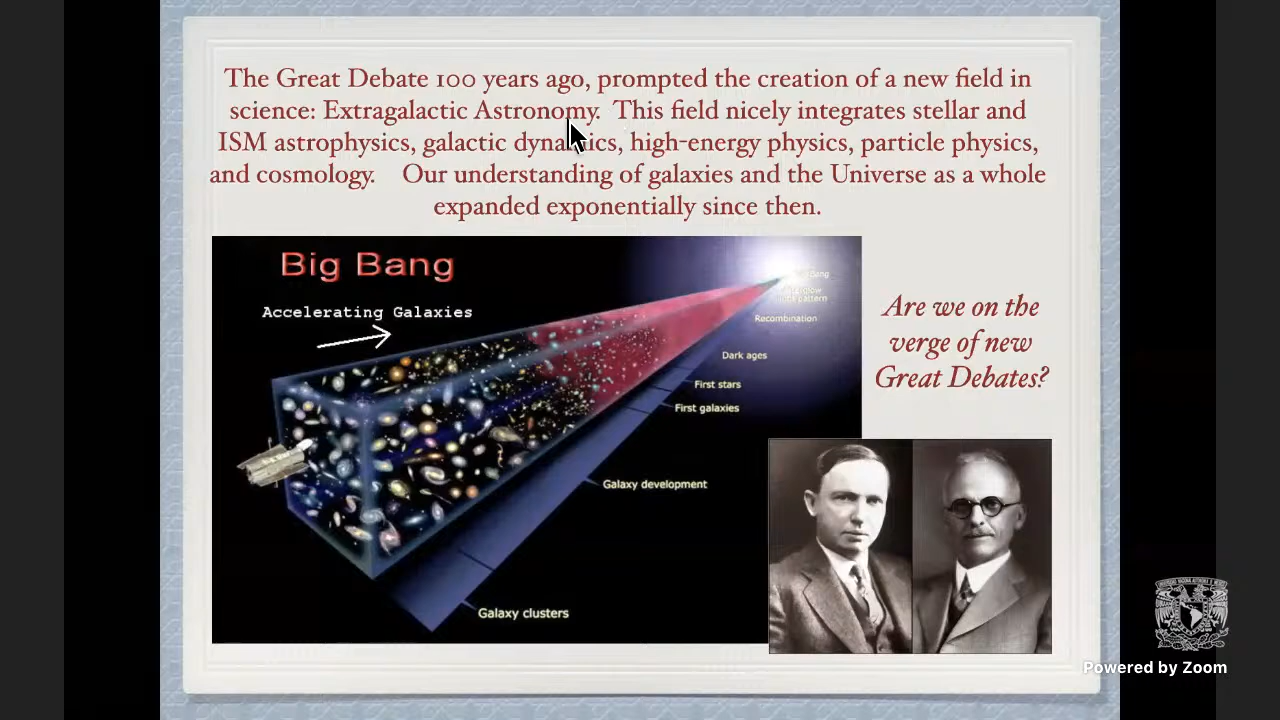 The Great Debate 100 years ago, prompted the creation of a new field in
science: Extragalactic Astronomy. This field nicely integrates stellar and
ISM astrophysics, galactic dynamics, high-energy physics, particle physics,
and cosmology. Our understanding of galaxies and the Universe as a whole
expanded exponentially since then.
Big Bang
Accelerating Galaxies
Bang
pattern
Recombination
Dark ages
First stars
First galaxies
Galaxy development
Galaxy clusters
Are we on the
verge of new
Great Debates?
Powered by Zoom